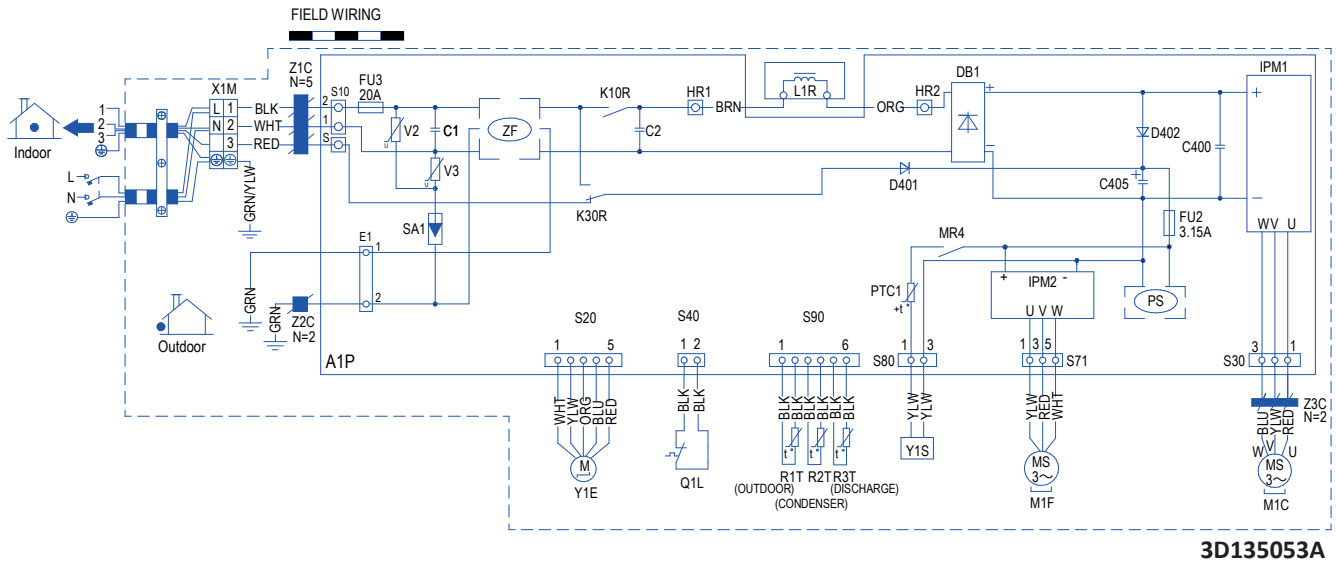 FIELD WIRING
Indoor
1
2
3
L
N
X1M
L 1
N 2
3
BLK
WHT
RED
GRN/YLW
Z1C
N=5
S10
2
1
S
FU3
20A
V2
C1
V3
u
u
SA1
ZF
K10R
C2
K30R
HR1
BRN
L1R
ORG
HR2
DB1
+
−
D401
D402
C400
+
C405
FU2
3.15A
IPM1
+
−
W V U
E1
1
2
GRN
GRN
Z2C
N=2
Outdoor
A1P
MR4
PTC1
+t
+ -
IPM2
U V W
PS
S20
1 5
WHT
YLW
ORG
BLU
RED
M
Y1E
S40
1 2
BLK
BLK
Q1L
S90
1 6
BLK
BLK
BLK
BLK
BLK
BLK
t t t
R1T R2T R3T
(OUTDOOR) (DISCHARGE)
(CONDENSER)
S80
1 3
YLW
YLW
Y1S
1 3 5
S71
YLW
RED
WHT
MS
3~
M1F
S30
3 1
BLU
YLW
RED
Z3C
N=2
W V U
MS
3~
M1C
3D135053A